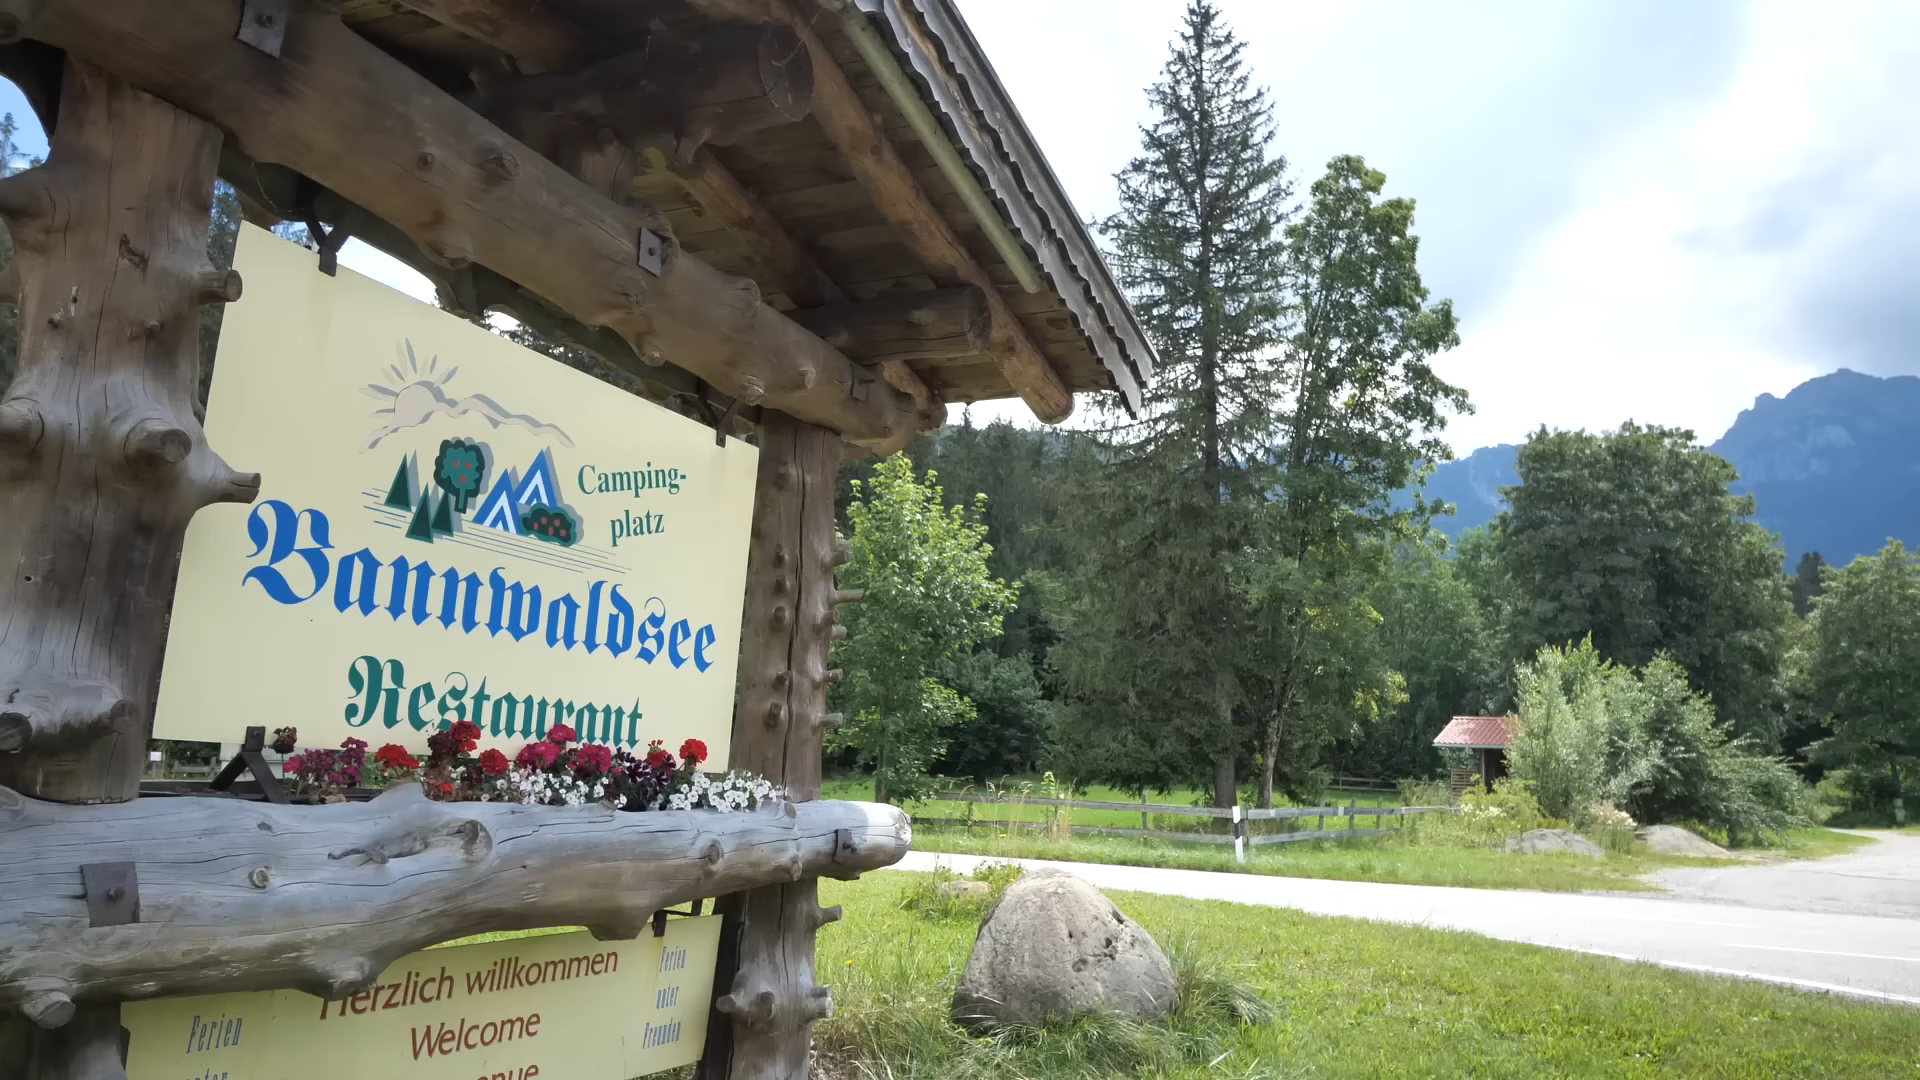 Camping-
platz
Bannwaldsee
Restaurant
Herzlich willkommen
Welcome
Ferien
Ferien
unter
Freunden